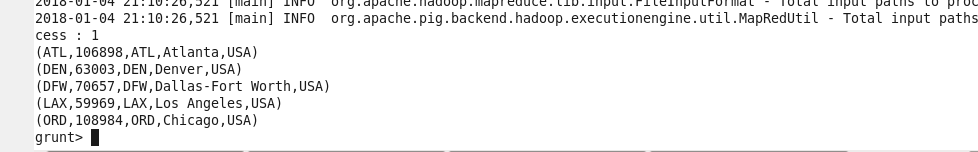 2018-01-04 21:10:26,521 [main] INFO  org.apache.hadoop.mapreduce.lib.input.FileInputFormat - Total input paths to proc
2018-01-04 21:10:26,521 [main] INFO  org.apache.pig.backend.hadoop.executionengine.util.MapRedUtil - Total input paths
cess : 1
(ATL,106898,ATL,Atlanta,USA)
(DEN,63003,DEN,Denver,USA)
(DFW,70657,DFW,Dallas-Fort Worth,USA)
(LAX,59969,LAX,Los Angeles,USA)
(ORD,108984,ORD,Chicago,USA)
grunt>